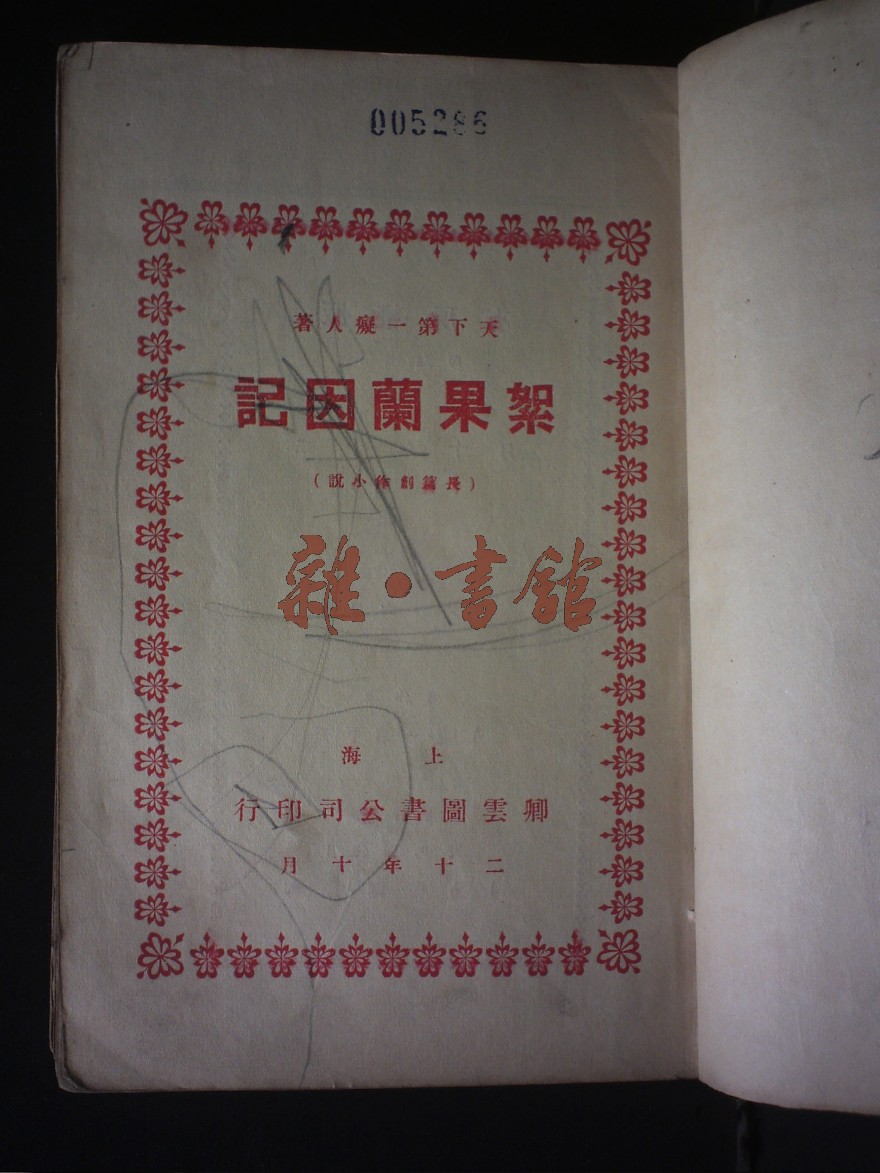 005286
天下第一癡人著
絮果蘭因記
(長篇創作小說)
雜·書館
上海
卿雲圖書公司印行
二十年十月